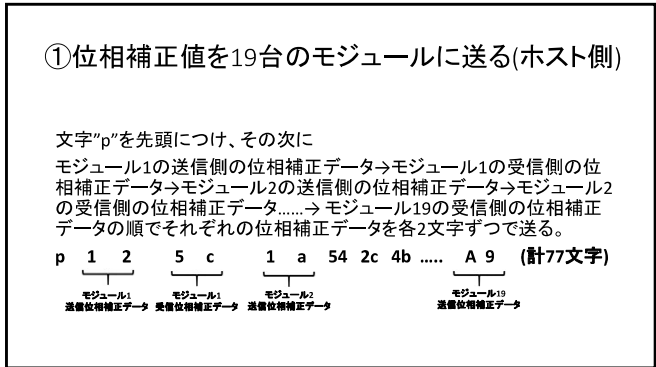 ①位相補正値を19台のモジュールに送る(ホスト側)
文字"p"を先頭につけ、その次に
モジュール1の送信側の位相補正データ→モジュール1の受信側の位
相補正データ→モジュール2の送信側の位相補正データ→モジュール2
の受信側の位相補正データ......→ モジュール19の受信側の位相補正
データの順でそれぞれの位相補正データを各2文字ずつで送る。
p 1 2 5 c 1 a 54 2c 4b ..... A 9 (計77文字)
モジュール1 モジュール1 モジュール2 モジュール19
送信位相補正データ 受信位相補正データ 送信位相補正データ 送信位相補正データ